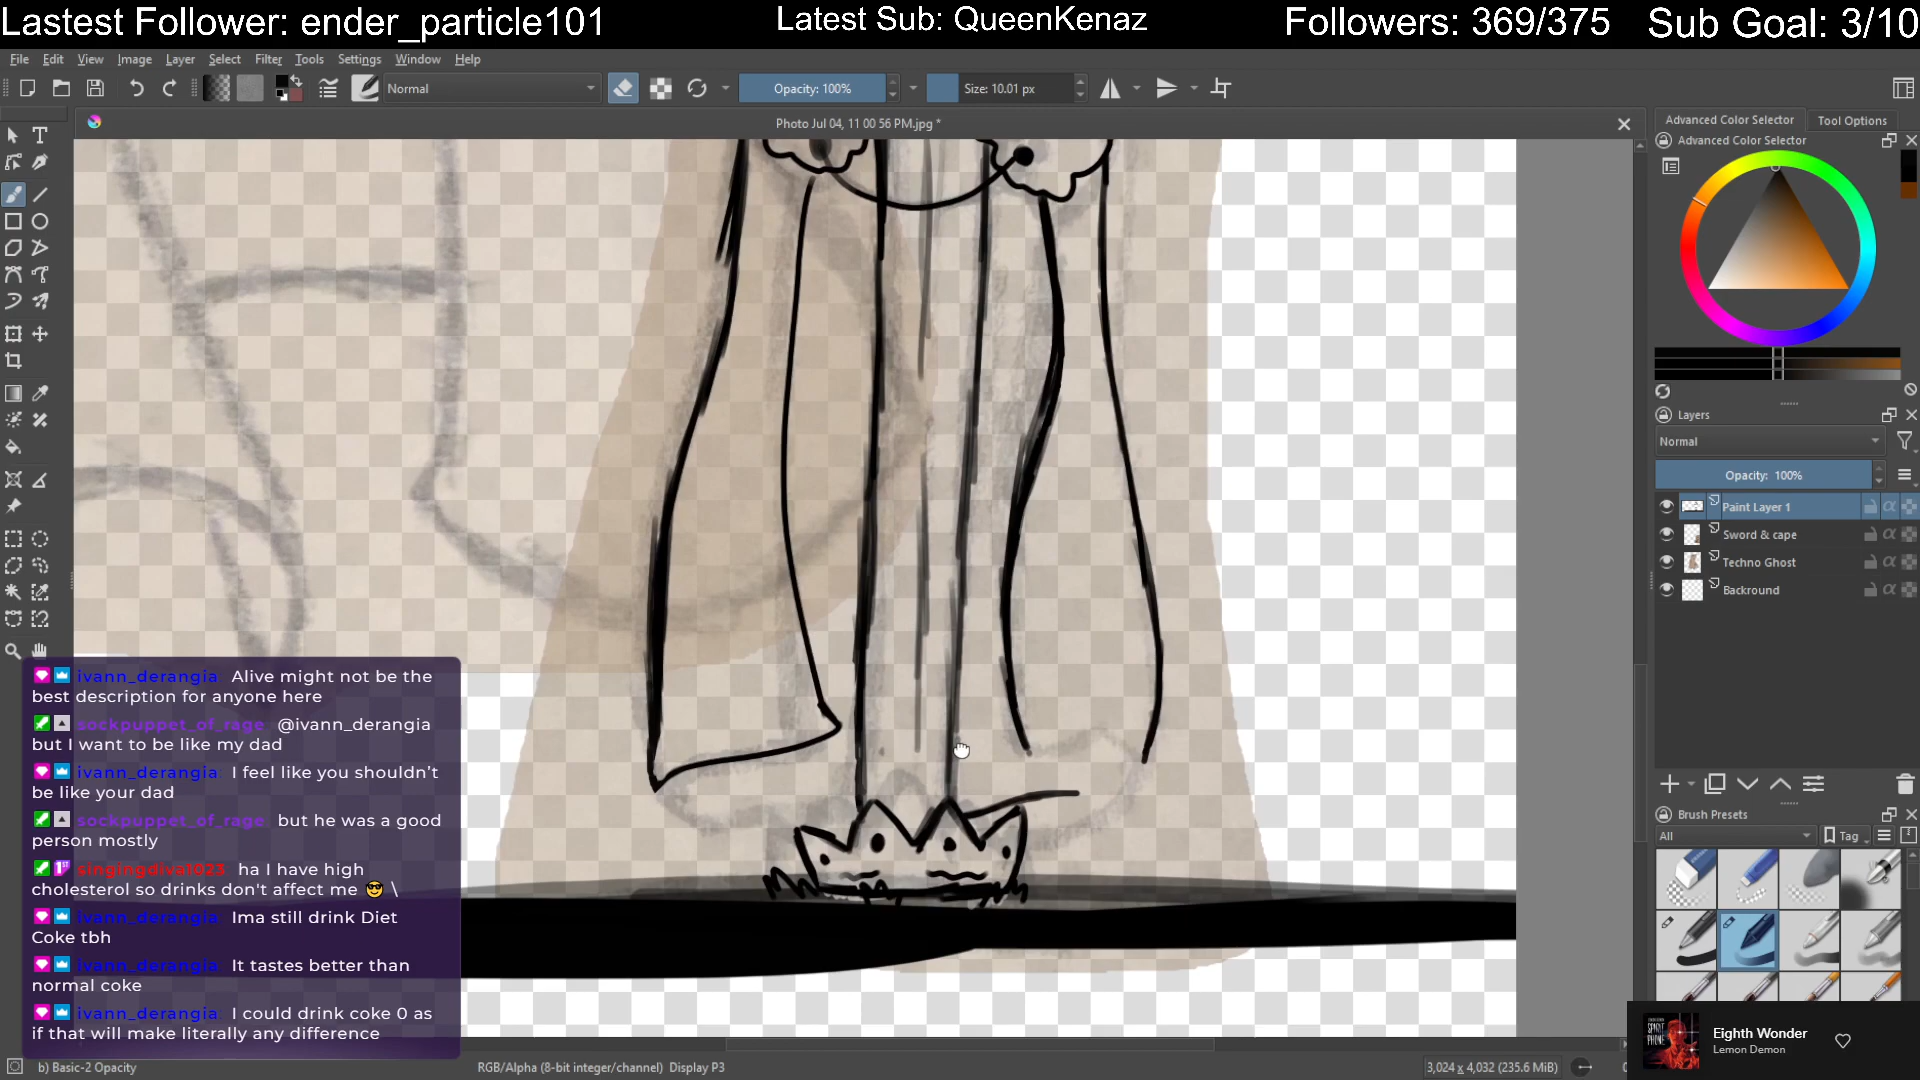 Lastest Follower: ender_particle101
Latest Sub: QueenKenaz
Followers: 369/375
Sub Goal: 3/10
File Edit View Image Layer Select Filter Tools Settings Window Help
Normal
Opacity: 100%
Size: 10.01 px
Photo Jul 04, 11 00 56 PM.jpg *
Advanced Color Selector
Tool Options
Advanced Color Selector
Layers
Normal
Opacity: 100%
Paint Layer 1
Sword & cape
Techno Ghost
Backround
Brush Presets
All
Tag
ivann_derangia: Alive might not be the
best description for anyone here
sockpuppet_of_rage: @ivann_derangia
but I want to be like my dad
ivann_derangia: I feel like you shouldn't
be like your dad
sockpuppet_of_rage: but he was a good
person mostly
singingdiva1023: ha I have high
cholesterol so drinks don't affect me 😎 \
ivann_derangia: Ima still drink Diet
Coke tbh
ivann_derangia: It tastes better than
normal coke
ivann_derangia: I could drink coke 0 as
if that will make literally any difference
Eighth Wonder
Lemon Demon
b) Basic-2 Opacity
RGB/Alpha (8-bit integer/channel) Display P3
3,024 x 4,032 (235.6 MiB)